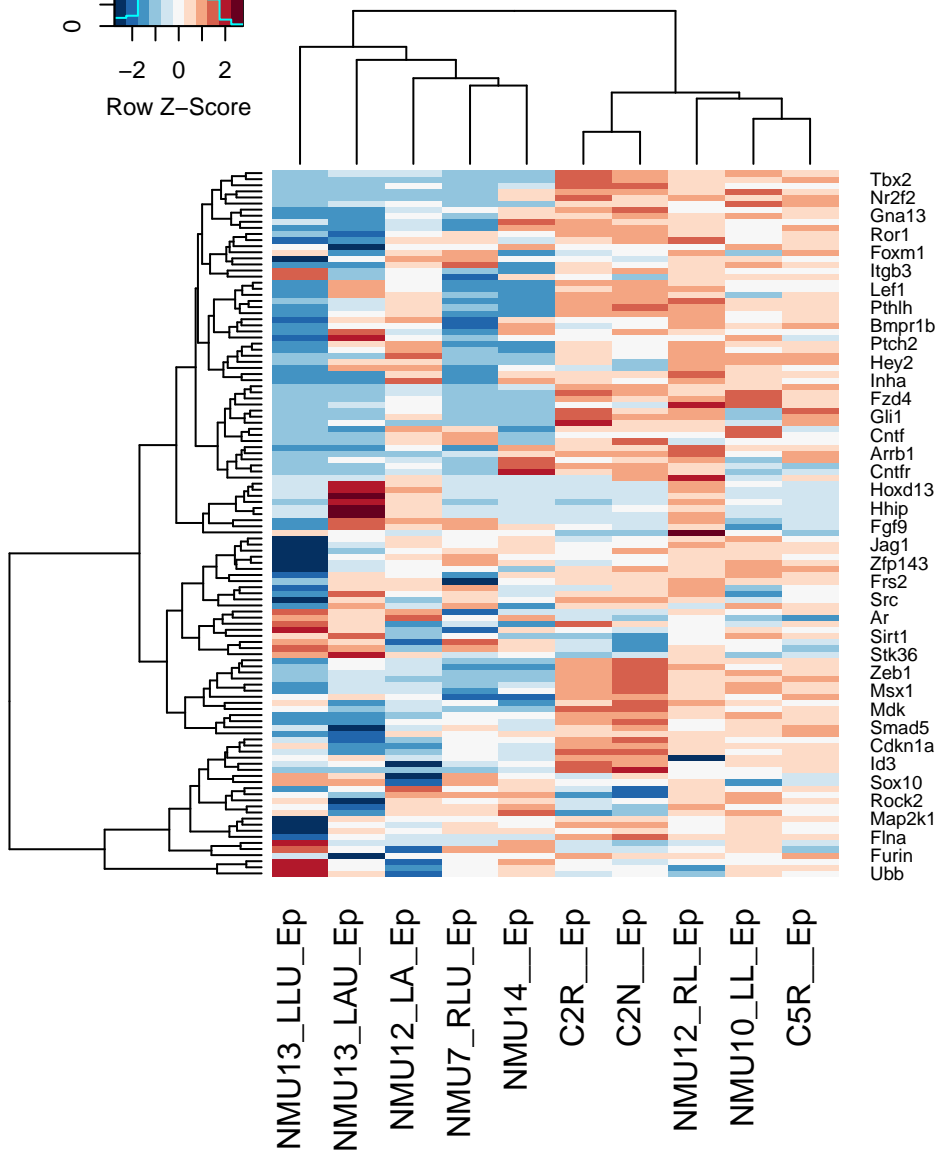 0
−2 0 2
Row Z−Score
Tbx2
Nr2f2
Gna13
Ror1
Foxm1
Itgb3
Lef1
Pthlh
Bmpr1b
Ptch2
Hey2
Inha
Fzd4
Gli1
Cntf
Arrb1
Cntfr
Hoxd13
Hhip
Fgf9
Jag1
Zfp143
Frs2
Src
Ar
Sirt1
Stk36
Zeb1
Msx1
Mdk
Smad5
Cdkn1a
Id3
Sox10
Rock2
Map2k1
Flna
Furin
Ubb
NMU13_LLU_Ep
NMU13_LAU_Ep
NMU12_LA_Ep
NMU7_RLU_Ep
NMU14__Ep
C2R__Ep
C2N__Ep
NMU12_RL_Ep
NMU10_LL_Ep
C5R__Ep